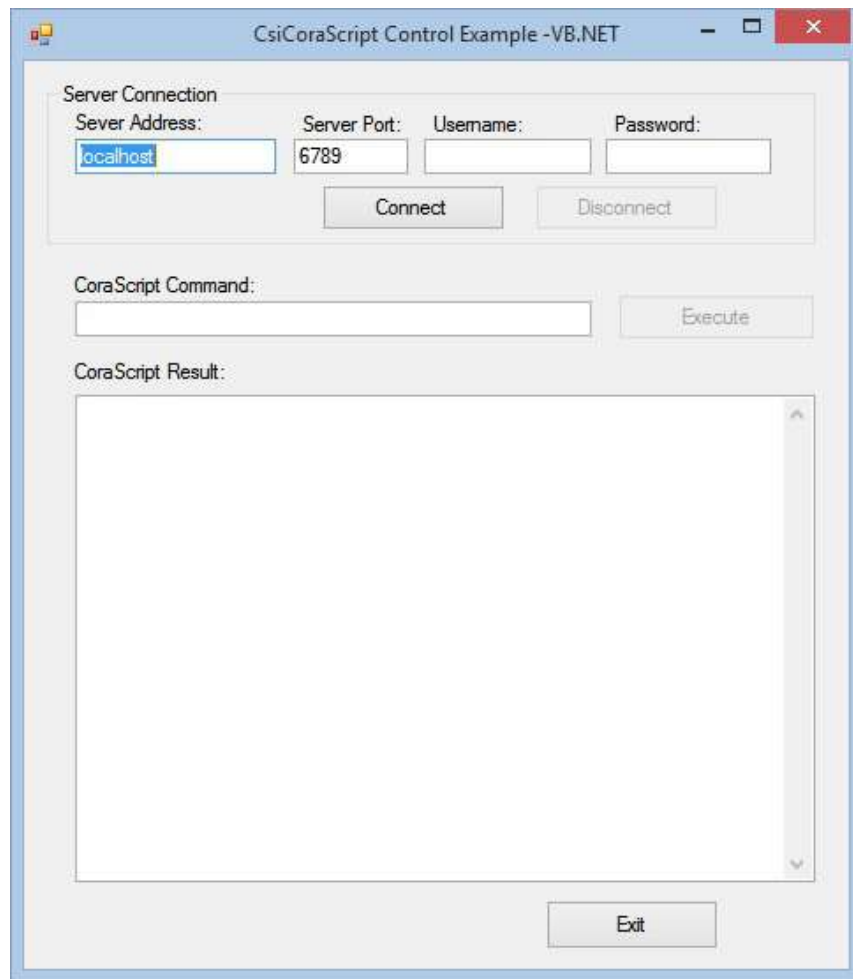 CsiCoraScript Control Example -VB.NET
Server Connection
Sever Address: Server Port: Username: Password:
localhost 6789
Connect Disconnect
CoraScript Command:
Execute
CoraScript Result:
Exit